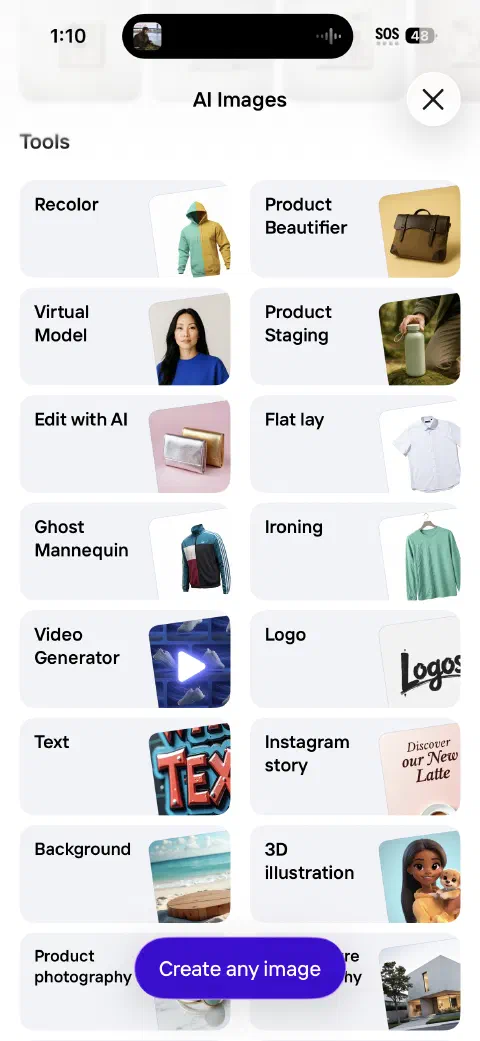 1:10
SOS
48
AI Images
Tools
Recolor
Product
Beautifier
Virtual
Model
Product
Staging
Edit with AI
Flat lay
Ghost
Mannequin
Ironing
Video
Generator
Logo
Logos
Text
TEX
Instagram
story
Discover
our New
Latte
Background
3D
illustration
Product
photography
Create any image